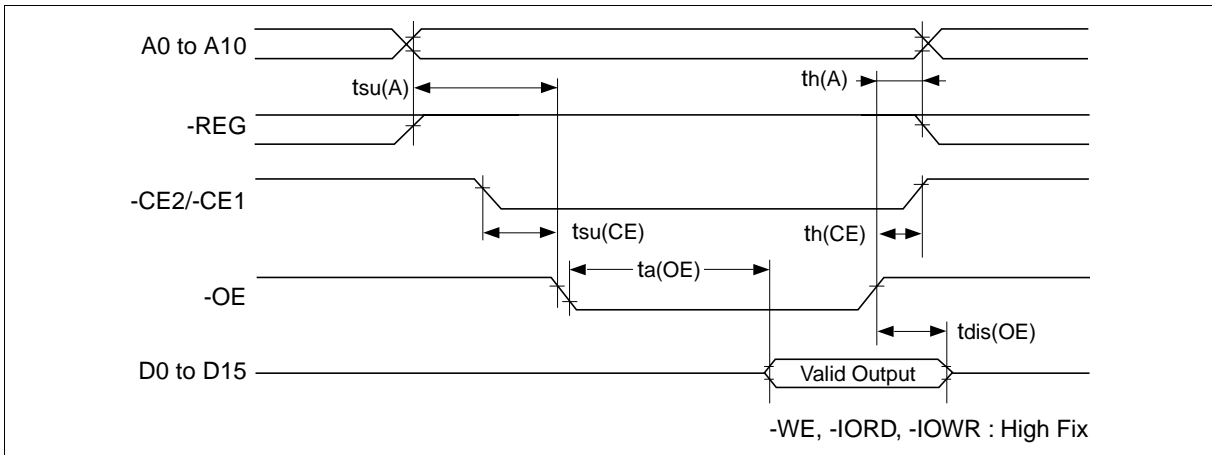 A0 to A10
tsu(A)
th(A)
-REG
-CE2/-CE1
tsu(CE)
th(CE)
ta(OE)
-OE
tdis(OE)
D0 to D15
Valid Output
-WE, -IORD, -IOWR : High Fix